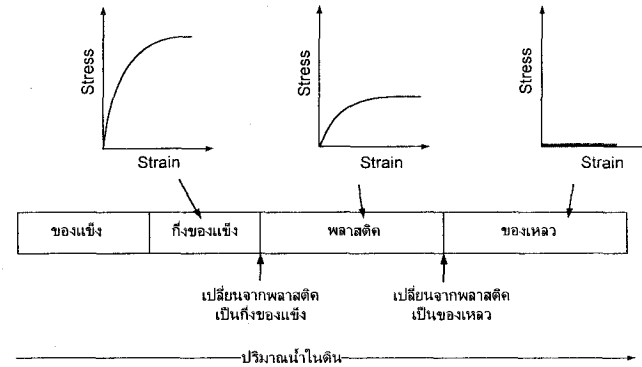 Stress
Strain
Stress
Strain
Stress
Strain
ของแข็ง
กึ่งของแข็ง
พลาสติค
ของเหลว
เปลี่ยนจากพลาสติค
เป็นกึ่งของแข็ง
เปลี่ยนจากพลาสติค
เป็นของเหลว
ปริมาณน้ำในดิน